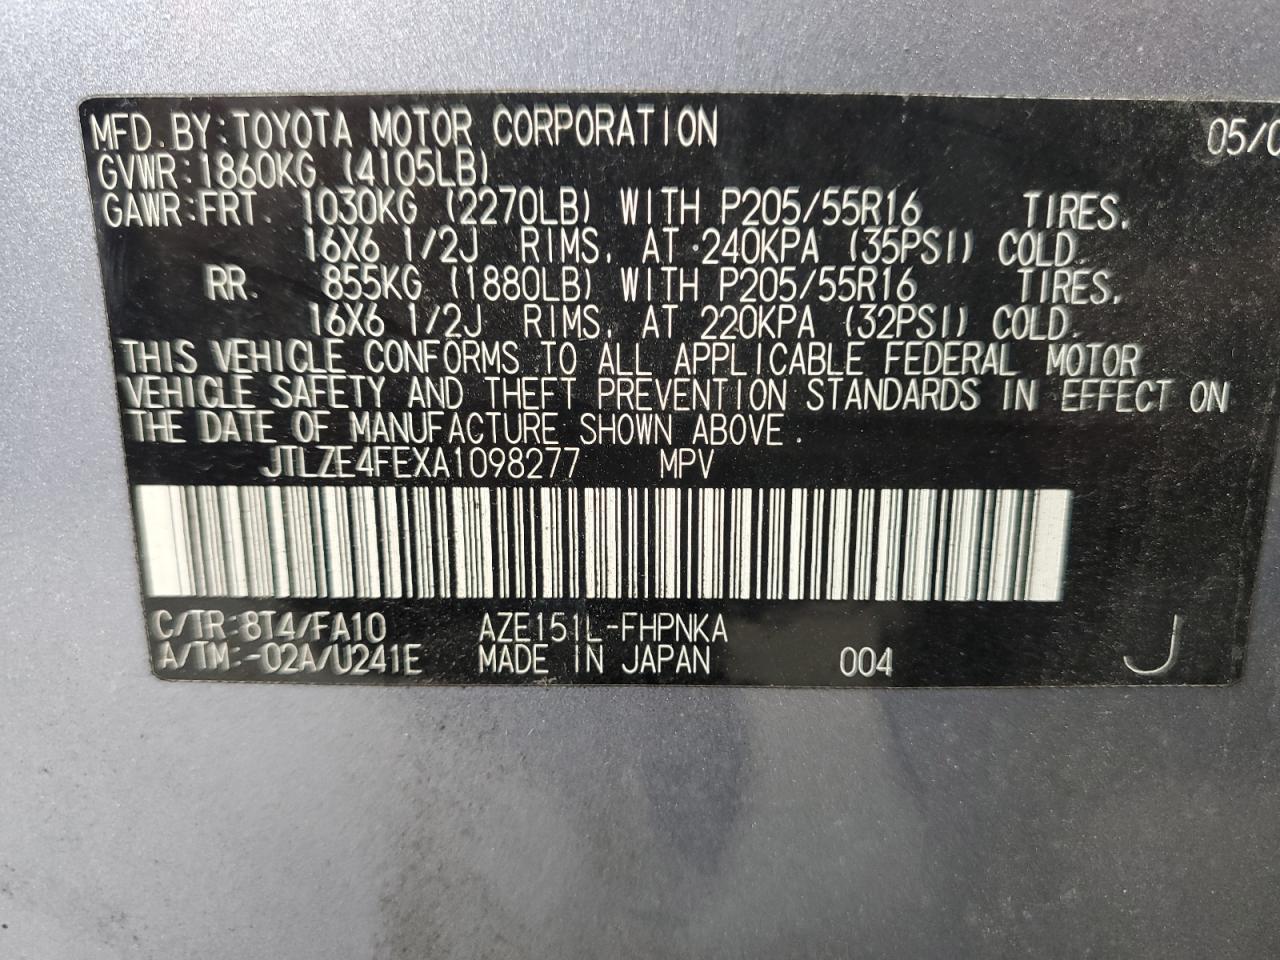 MFD. BY: TOYOTA MOTOR CORPORATION 05/0
GVWR: 1860KG (4105LB)
GAWR: FRT. 1030KG (2270LB) WITH P205/55R16 TIRES,
16X6 1/2J RIMS, AT 240KPA (35PSI) COLD.
RR. 855KG (1880LB) WITH P205/55R16 TIRES,
16X6 1/2J RIMS, AT 220KPA (32PSI) COLD.
THIS VEHICLE CONFORMS TO ALL APPLICABLE FEDERAL MOTOR
VEHICLE SAFETY AND THEFT PREVENTION STANDARDS IN EFFECT ON
THE DATE OF MANUFACTURE SHOWN ABOVE.
JTLZE4FEXA1098277 MPV
C/TR: 8T4/FA10 AZE151L-FHPNKA
A/TM: -02A/U241E MADE IN JAPAN 004 J